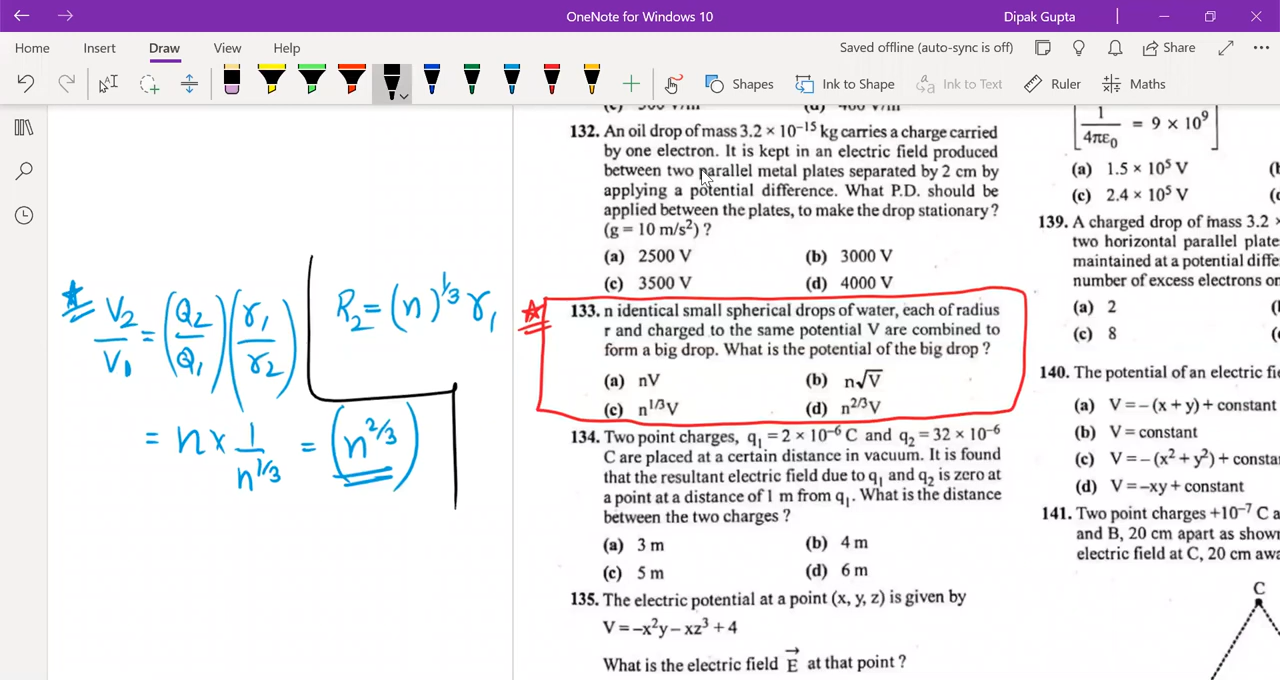 OneNote for Windows 10
Dipak Gupta
Home Insert Draw View Help
Saved offline (auto-sync is off)
Share
Shapes
Ink to Shape
Ink to Text
Ruler
Maths
V₂/V₁ = (Q₂/Q₁)(r₁/r₂)
= n × 1/n^1/3 = (n^2/3)
R₂ = (n)^1/3 r₁
132. An oil drop of mass 3.2 × 10⁻¹⁵ kg carries a charge carried
by one electron. It is kept in an electric field produced
between two parallel metal plates separated by 2 cm by
applying a potential difference. What P.D. should be
applied between the plates, to make the drop stationary ?
(g = 10 m/s²) ?
(a) 2500 V (b) 3000 V
(c) 3500 V (d) 4000 V
133. n identical small spherical drops of water, each of radius
r and charged to the same potential V are combined to
form a big drop. What is the potential of the big drop ?
(a) nV (b) n√V
(c) n^1/3V (d) n^2/3V
134. Two point charges, q₁ = 2 × 10⁻⁶ C and q₂ = 32 × 10⁻⁶
C are placed at a certain distance in vacuum. It is found
that the resultant electric field due to q₁ and q₂ is zero at
a point at a distance of 1 m from q₁. What is the distance
between the two charges ?
(a) 3 m (b) 4 m
(c) 5 m (d) 6 m
135. The electric potential at a point (x, y, z) is given by
V = –x²y – xz³ + 4
What is the electric field E⃗ at that point ?
[1/4πε₀ = 9 × 10⁹]
(a) 1.5 × 10⁵ V
(c) 2.4 × 10⁵ V
139. A charged drop of mass 3.2 ×
two horizontal parallel plate
maintained at a potential diffe
number of excess electrons on
(a) 2
(c) 8
140. The potential of an electric fie
(a) V = – (x + y) + constant
(b) V = constant
(c) V = – (x² + y²) + consta
(d) V = –xy + constant
141. Two point charges +10⁻⁷ C a
and B, 20 cm apart as shown
electric field at C, 20 cm awa
C